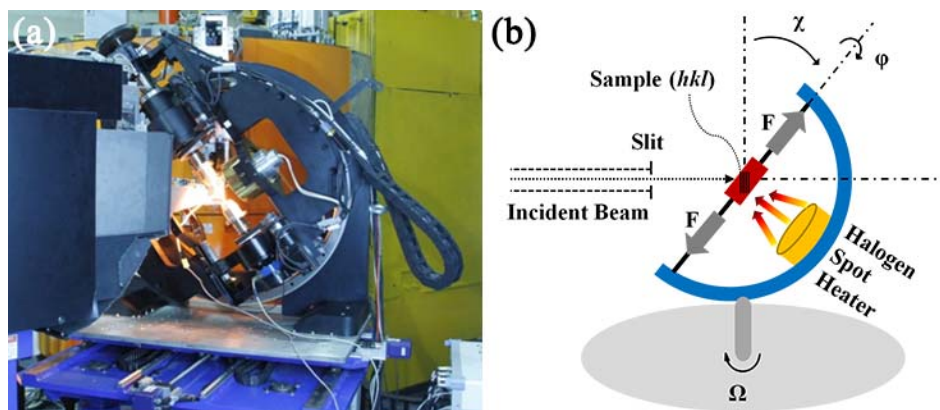 (a)
(b)
χ
φ
Sample (hkl)
F
Slit
Incident Beam
F
Halogen
Spot
Heater
Ω